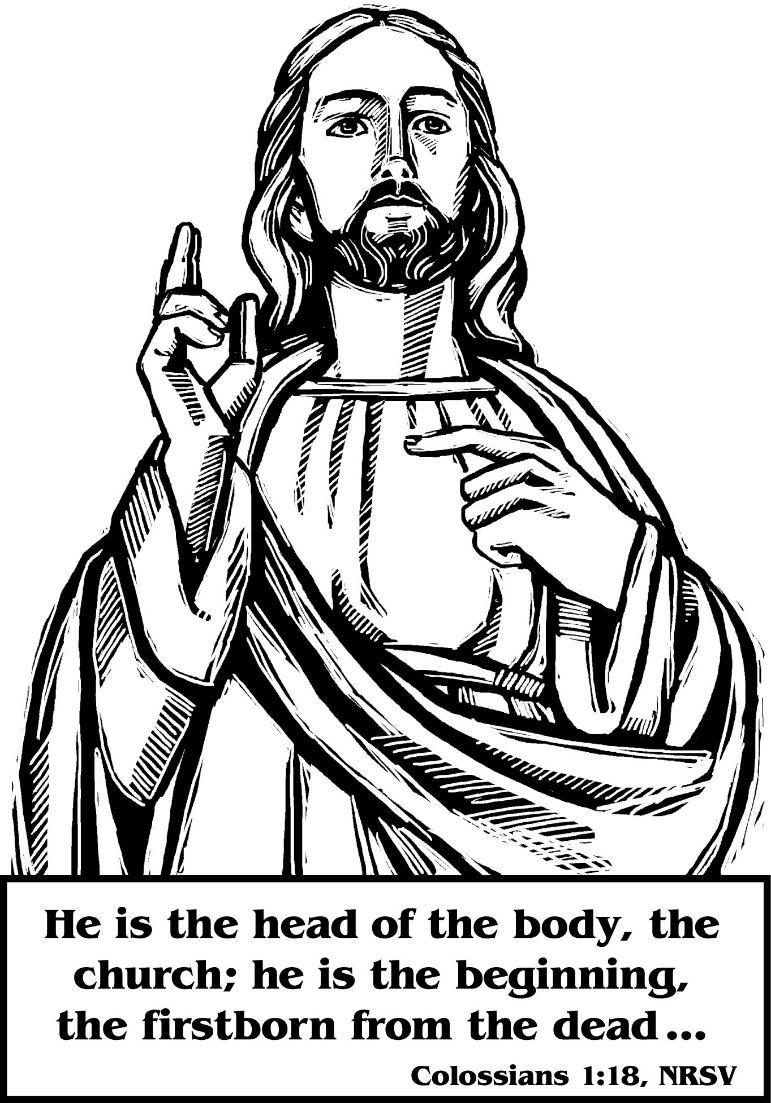 He is the head of the body, the
church; he is the beginning,
the firstborn from the dead...
Colossians 1:18, NRSV